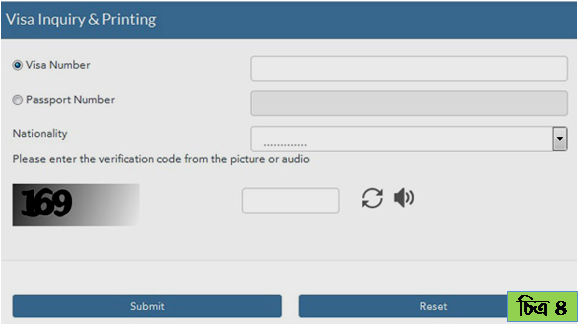 Visa Inquiry & Printing
Visa Number
Passport Number
Nationality
.............
Please enter the verification code from the picture or audio
169
Submit
Reset
চিত্র ৪